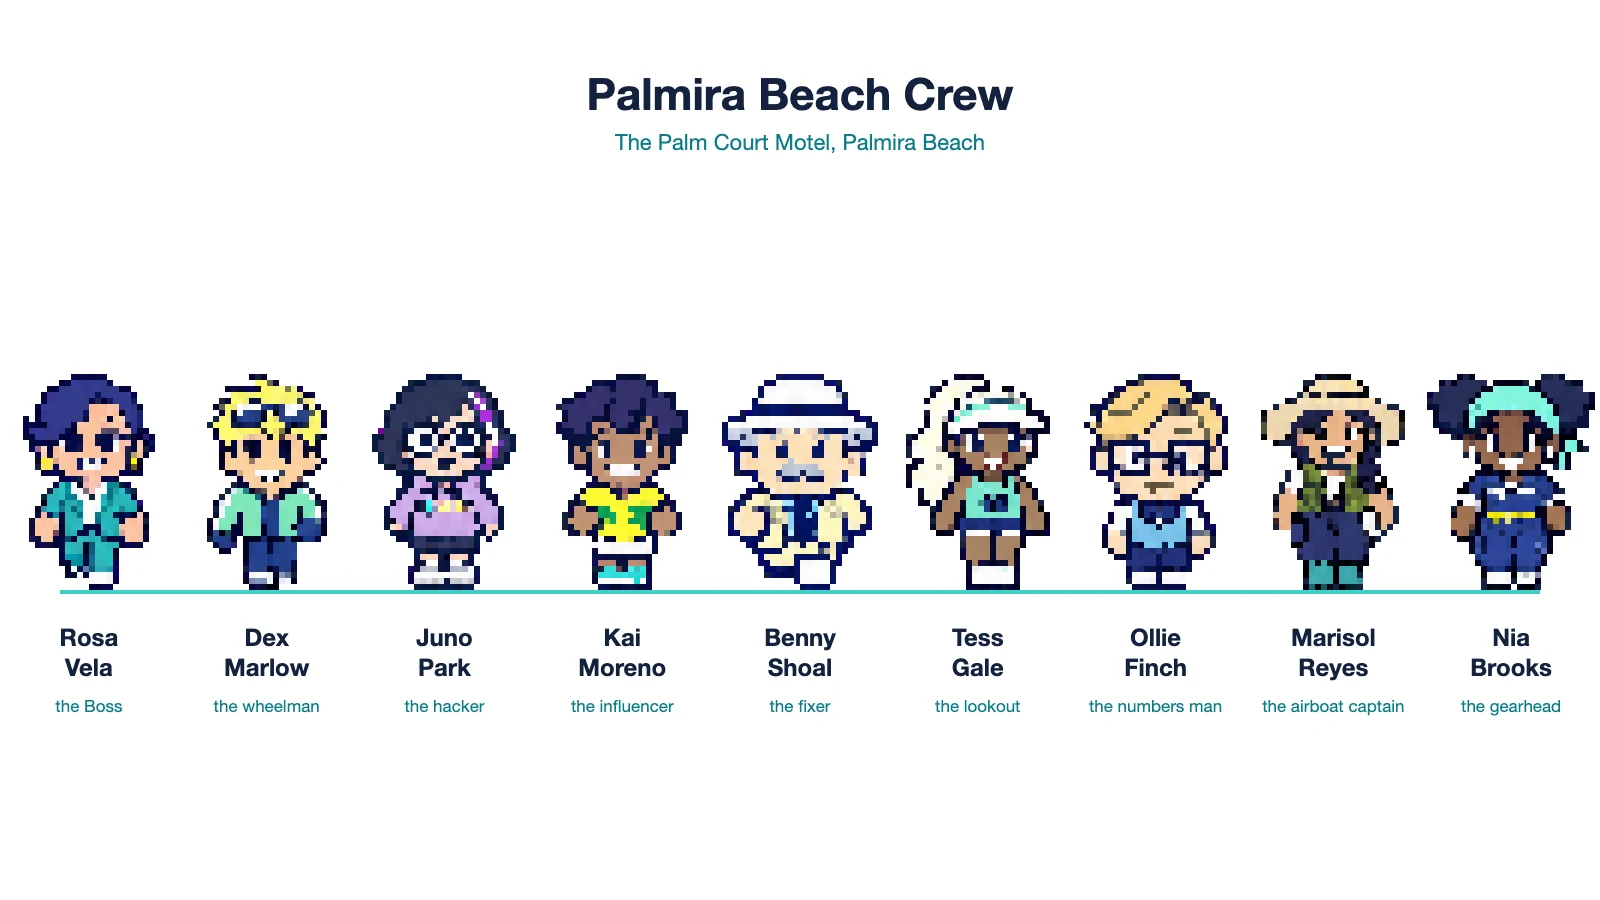 Palmira Beach Crew
The Palm Court Motel, Palmira Beach
Rosa
Vela
the Boss
Dex
Marlow
the wheelman
Juno
Park
the hacker
Kai
Moreno
the influencer
Benny
Shoal
the fixer
Tess
Gale
the lookout
Ollie
Finch
the numbers man
Marisol
Reyes
the airboat captain
Nia
Brooks
the gearhead